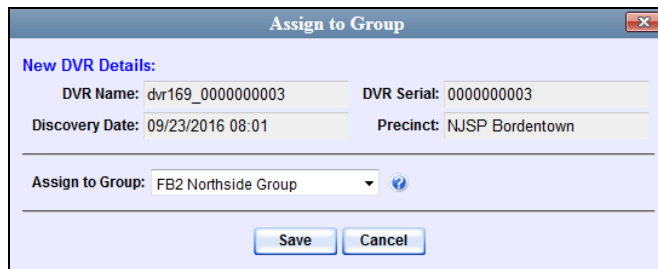 Assign to Group
New DVR Details:
DVR Name: dvr169_0000000003 DVR Serial: 0000000003
Discovery Date: 09/23/2016 08:01 Precinct: NJSP Bordentown
Assign to Group: FB2 Northside Group
Save Cancel